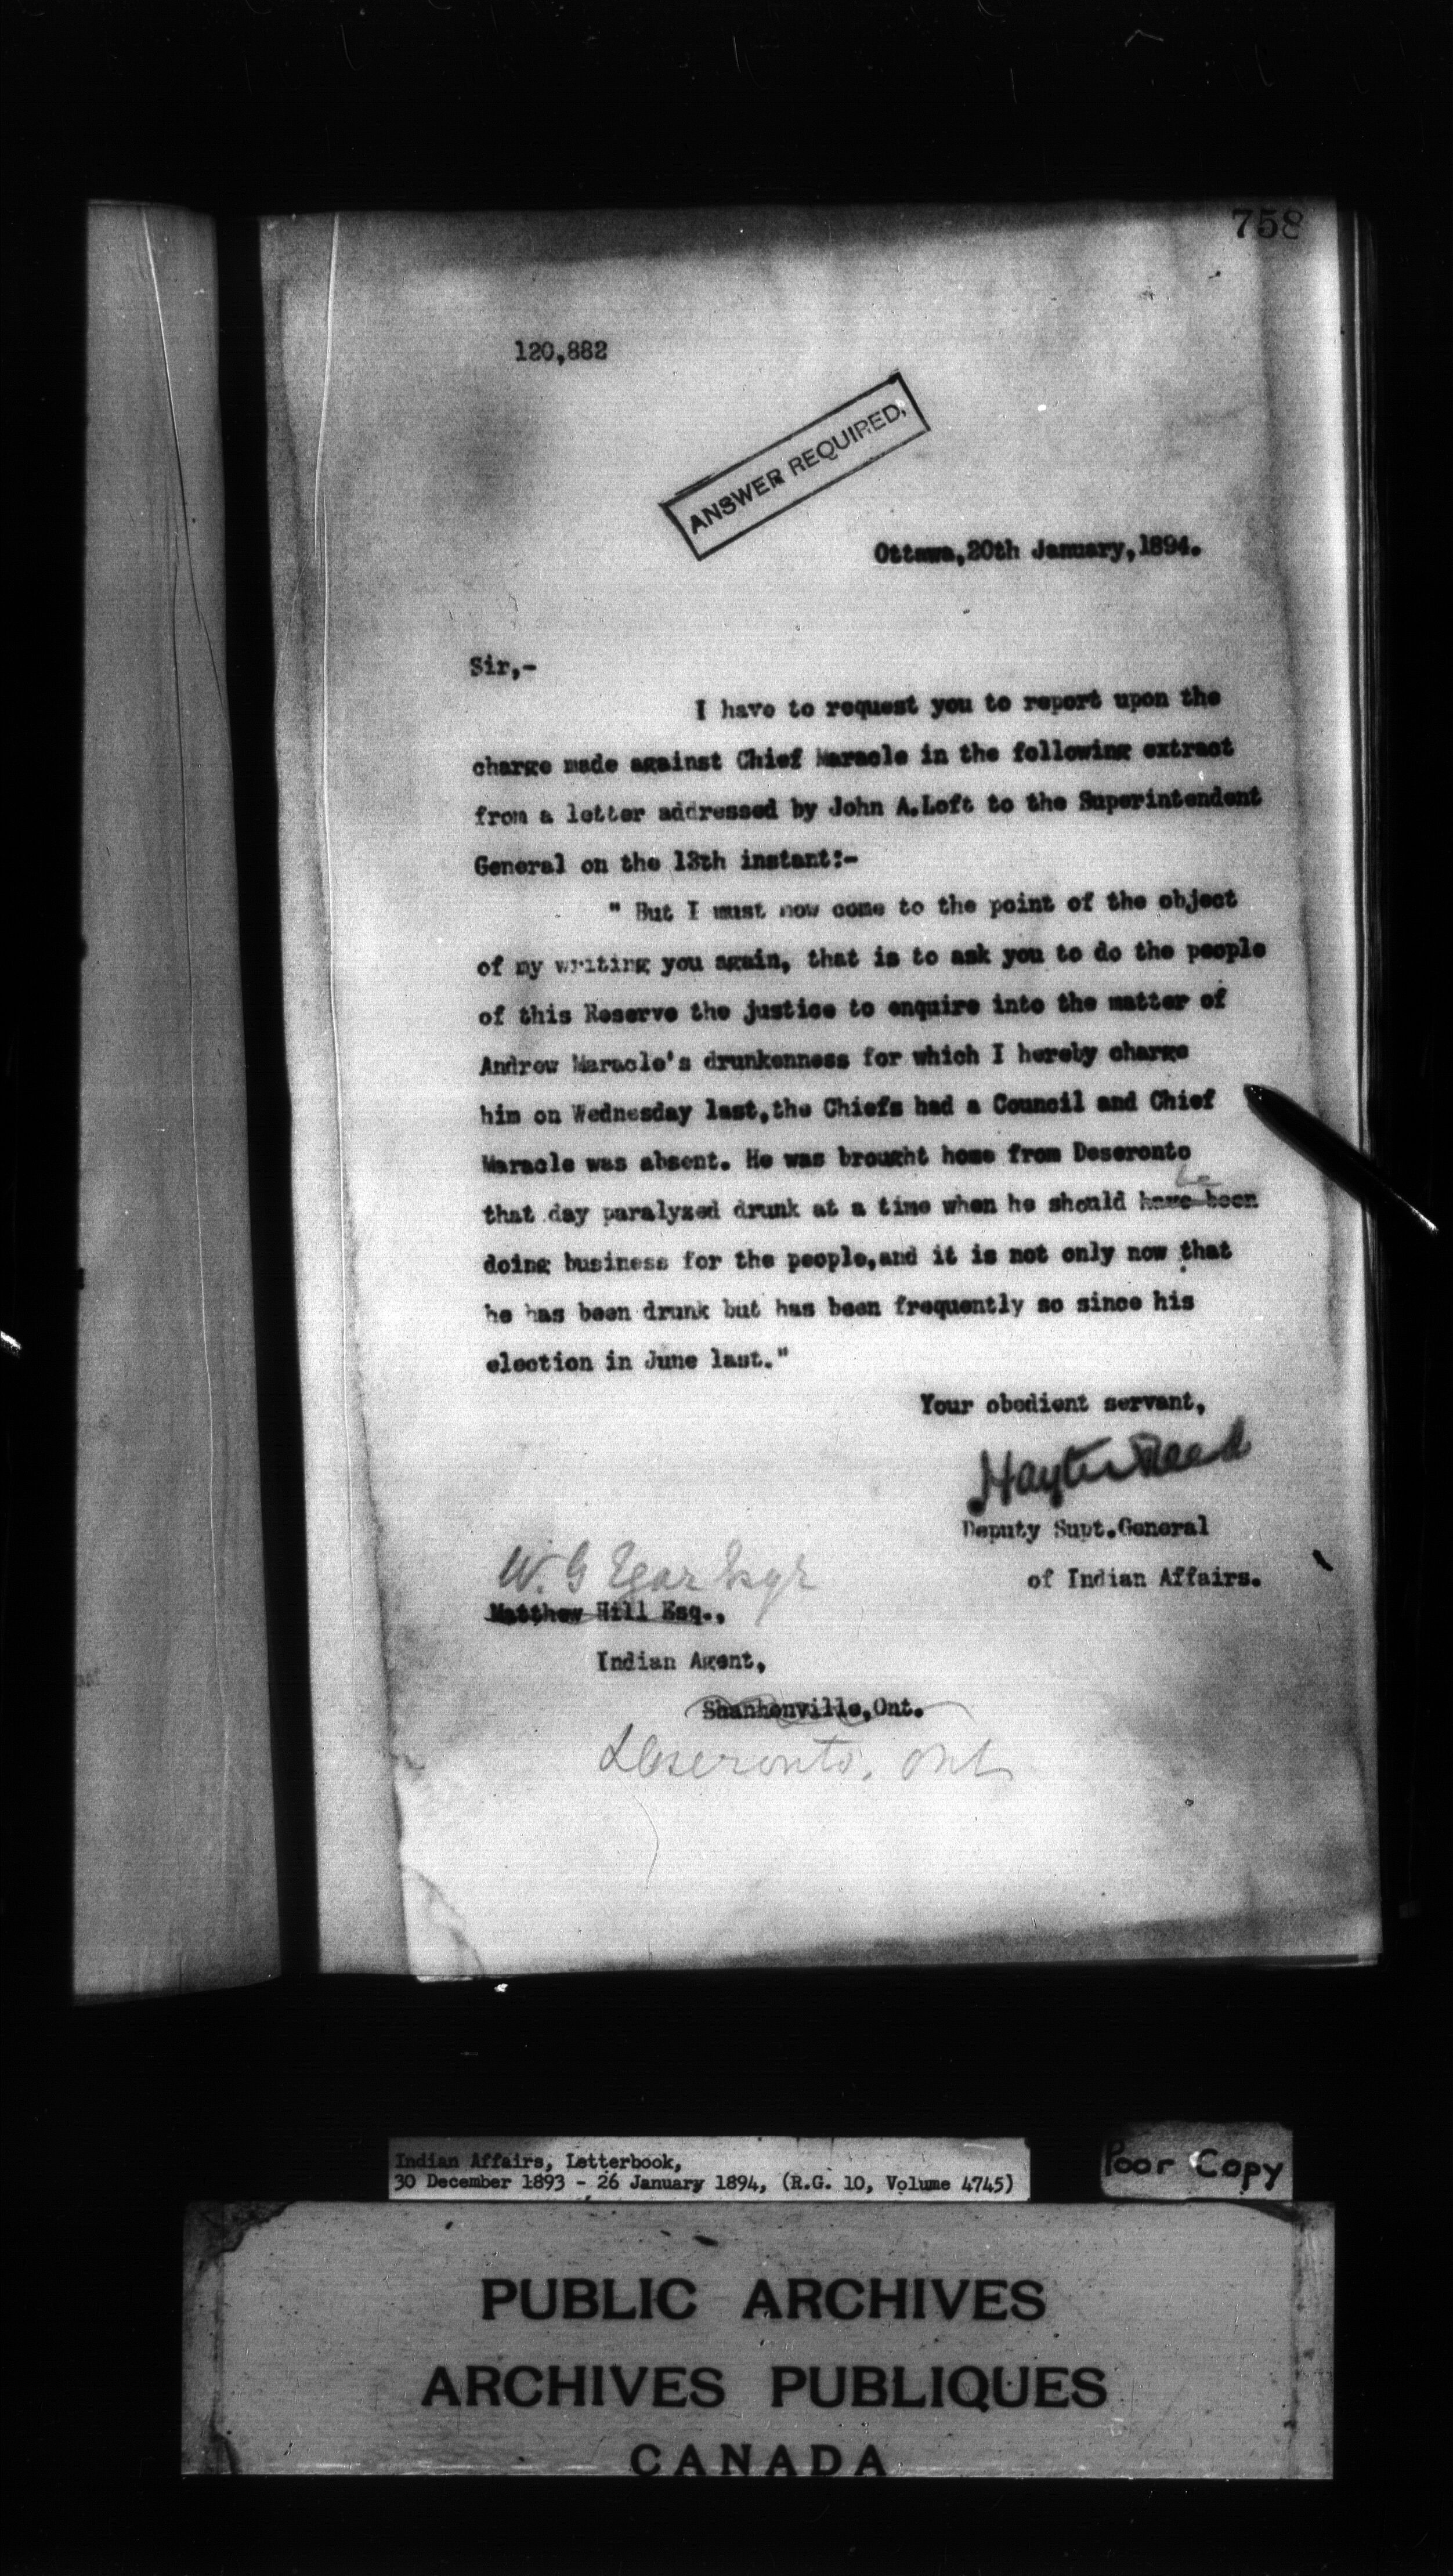 758
120,882
ANSWER REQUIRED.
Ottawa,20th January,1894.
Sir,-
I have to request you to report upon the
charge made against Chief Maracle in the following extract
from a letter addressed by John A.Loft to the Superintendent
General on the 13th instant:-
" But I must now come to the point of the object
of my writing you again, that is to ask you to do the people
of this Reserve the justice to enquire into the matter of
Andrew Maracle's drunkenness for which I hereby charge
him on Wednesday last,the Chiefs had a Council and Chief
Maracle was absent. He was brought home from Deseronto
be
that day paralyzed drunk at a time when he should have been
doing business for the people,and it is not only now that
he has been drunk but has been frequently so since his
election in June last."
Your obedient servant,
Hayter Reed
Deputy Supt.General
of Indian Affairs.
W. G Egar Esqr
Matthew Hill Esq.,
Indian Agent,
Shanhonville,Ont.
Deseronto, Ont
Indian Affairs, Letterbook,
30 December 1893 - 26 January 1894, (R.G. 10, Volume 4745)
Poor Copy
PUBLIC ARCHIVES
ARCHIVES PUBLIQUES
CANADA